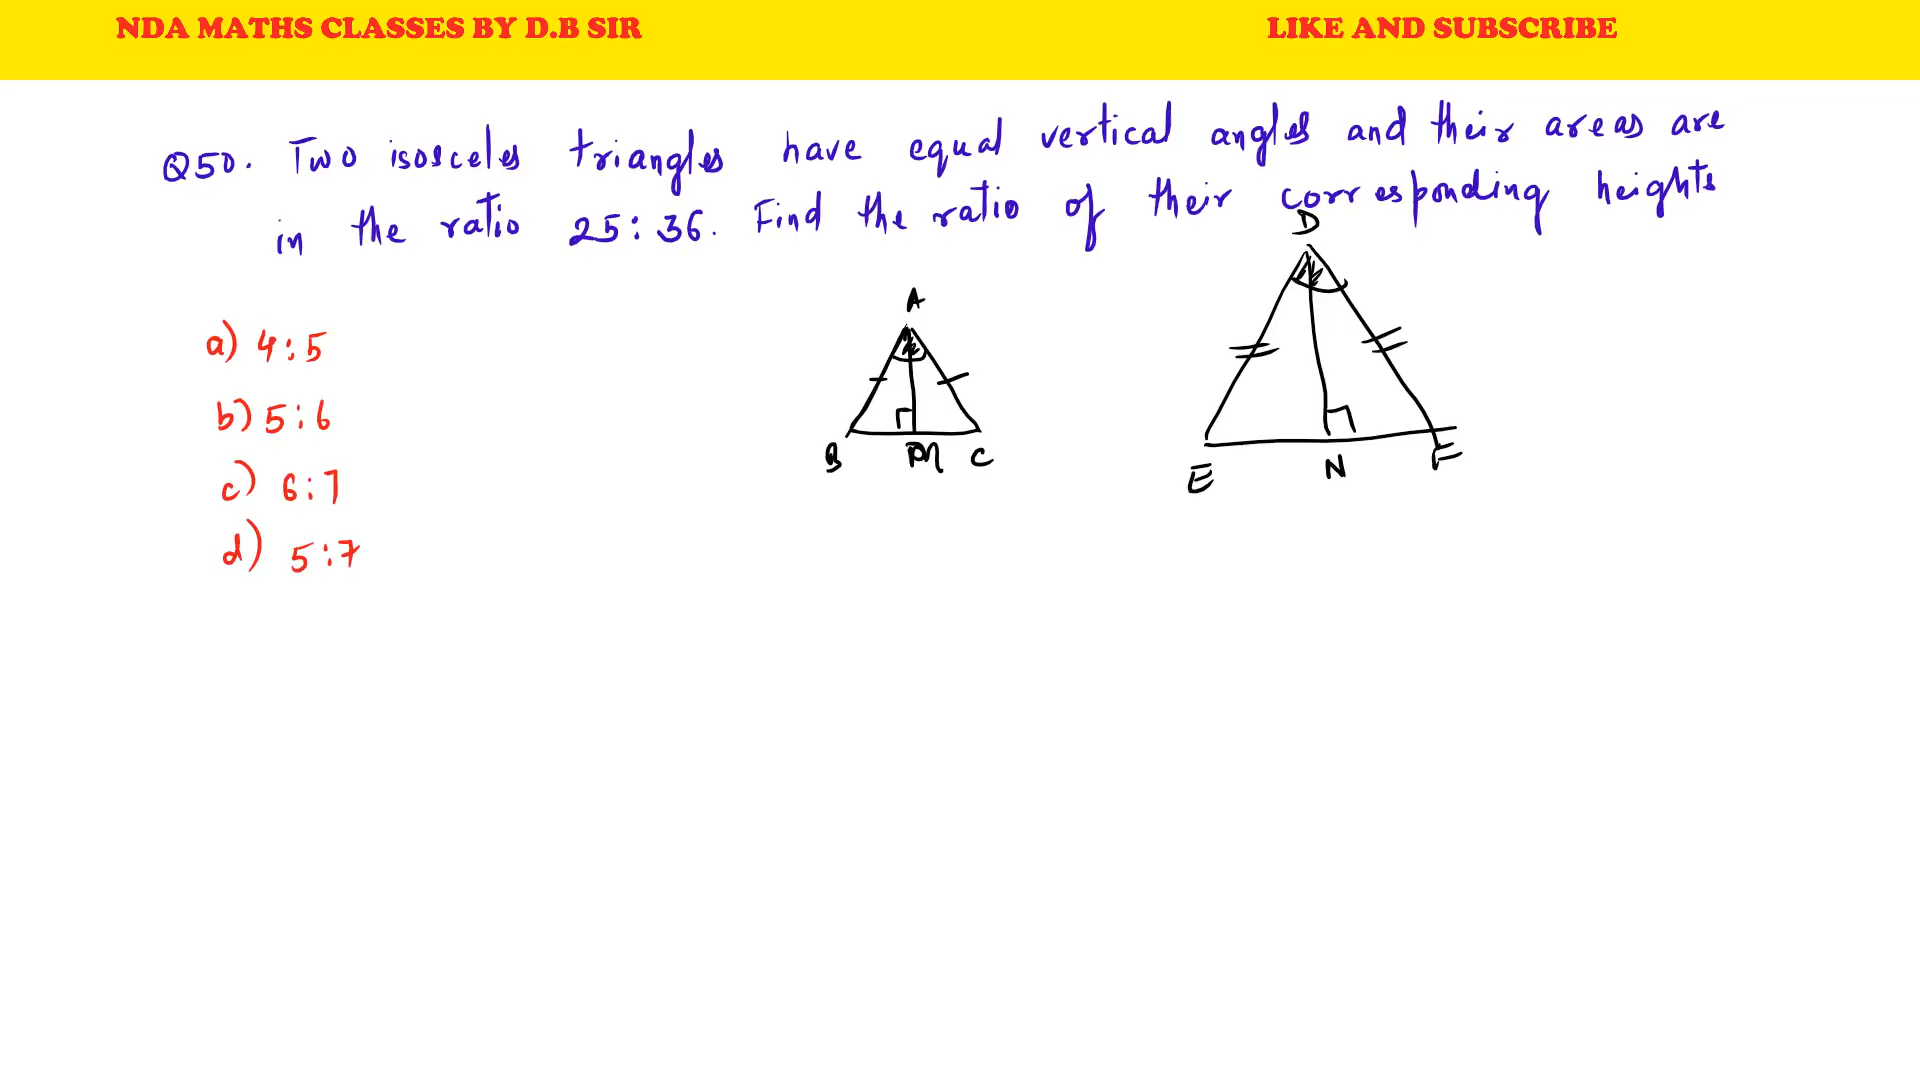 NDA MATHS CLASSES BY D.B SIR
LIKE AND SUBSCRIBE
Q50. Two isosceles triangles have equal vertical angles and their areas are
in the ratio 25:36. Find the ratio of their corresponding heights
a) 4:5
b) 5:6
c) 6:7
d) 5:7
A
B M C
D
E N F